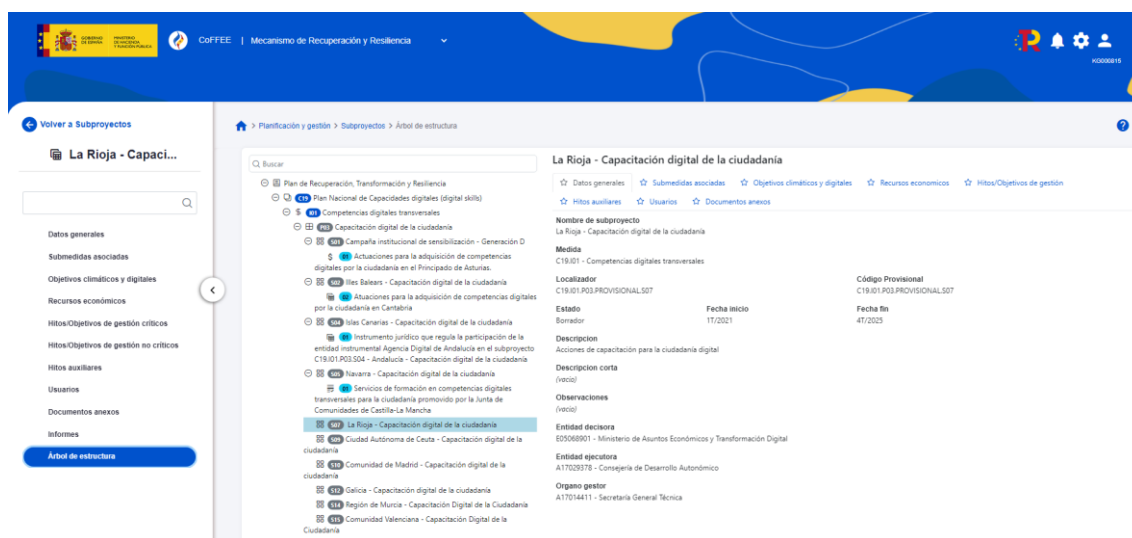 GOBIERNO DE ESPAÑA
MINISTERIO DE HACIENDA Y FUNCIÓN PÚBLICA
CoFFEE | Mecanismo de Recuperación y Resiliencia
KO006815
Volver a Subproyectos
La Rioja - Capaci...
Datos generales
Submedidas asociadas
Objetivos climáticos y digitales
Recursos económicos
Hitos/Objetivos de gestión críticos
Hitos/Objetivos de gestión no críticos
Hitos auxiliares
Usuarios
Documentos anexos
Informes
Árbol de estructura
> Planificación y gestión > Subproyectos > Árbol de estructura
Buscar
Plan de Recuperación, Transformación y Resiliencia
C19 Plan Nacional de Capacidades digitales (digital skills)
I01 Competencias digitales transversales
P03 Capacitación digital de la ciudadanía
S01 Campaña institucional de sensibilización - Generación D
01 Actuaciones para la adquisición de competencias
digitales por la ciudadanía en el Principado de Asturias.
S02 Illes Balears - Capacitación digital de la ciudadanía
02 Atuaciones para la adquisición de competencias digitales
por la ciudadanía en Cantabria
S04 Islas Canarias - Capacitación digital de la ciudadanía
01 Instrumento jurídico que regula la participación de la
entidad instrumental Agencia Digital de Andalucía en el subproyecto
C19.I01.P03.S04 - Andalucía - Capacitación digital de la ciudadanía
S05 Navarra - Capacitación digital de la ciudadanía
01 Servicios de formación en competencias digitales
transversales para la ciudadanía promovido por la Junta de
Comunidades de Castilla-La Mancha
S07 La Rioja - Capacitación digital de la ciudadanía
S09 Ciudad Autónoma de Ceuta - Capacitación digital de la
ciudadanía
S10 Comunidad de Madrid - Capacitación digital de la
ciudadanía
S12 Galicia - Capacitación digital de la ciudadanía
S14 Región de Murcia - Capacitación Digital de la Ciudadanía
S15 Comunidad Valenciana - Capacitación Digital de la
Ciudadanía
La Rioja - Capacitación digital de la ciudadanía
Datos generales Submedidas asociadas Objetivos climáticos y digitales Recursos economicos Hitos/Objetivos de gestión
Hitos auxiliares Usuarios Documentos anexos
Nombre de subproyecto
La Rioja - Capacitación digital de la ciudadanía
Medida
C19.I01 - Competencias digitales transversales
Localizador Código Provisional
C19.I01.P03.PROVISIONAL.S07 C19.I01.P03.PROVISIONAL.S07
Estado Fecha inicio Fecha fin
Borrador 1T/2021 4T/2025
Descripcion
Acciones de capacitación para la ciudadanía digital
Descripcion corta
(vacio)
Observaciones
(vacio)
Entidad decisora
E05068901 - Ministerio de Asuntos Económicos y Transformación Digital
Entidad ejecutora
A17029378 - Consejería de Desarrollo Autonómico
Organo gestor
A17014411 - Secretaría General Técnica